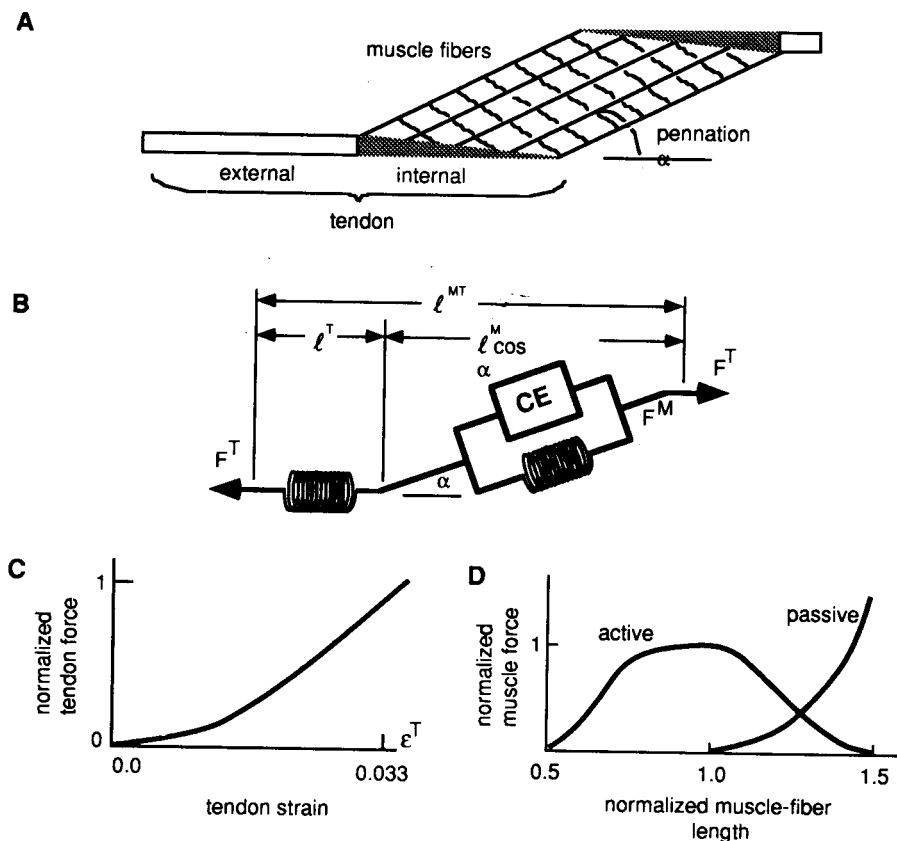 A
muscle fibers
pennation
α
external
internal
tendon
B
ℓ^MT
ℓ^T
ℓ^M cos
α
F^T
CE
F^M
F^T
α
C
1
normalized
tendon force
0
ε^T
0.0
0.033
tendon strain
D
passive
active
1
normalized
muscle force
0.5
1.0
1.5
normalized muscle-fiber
length